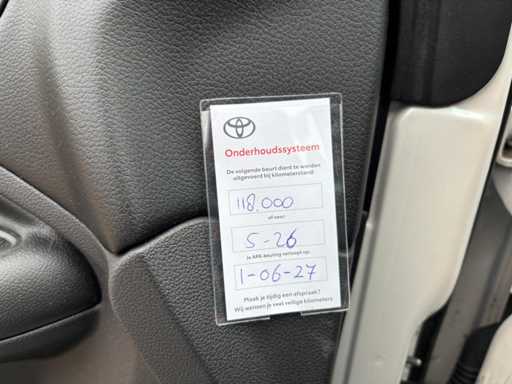 Onderhoudssysteem
De volgende beurt dient te worden
uitgevoerd bij kilometerstand:
118.000
of voor:
5-26
Je APK-keuring verloopt op:
1-06-27
Maak je tijdig een afspraak?
Wij wensen je veel veilige kilometers